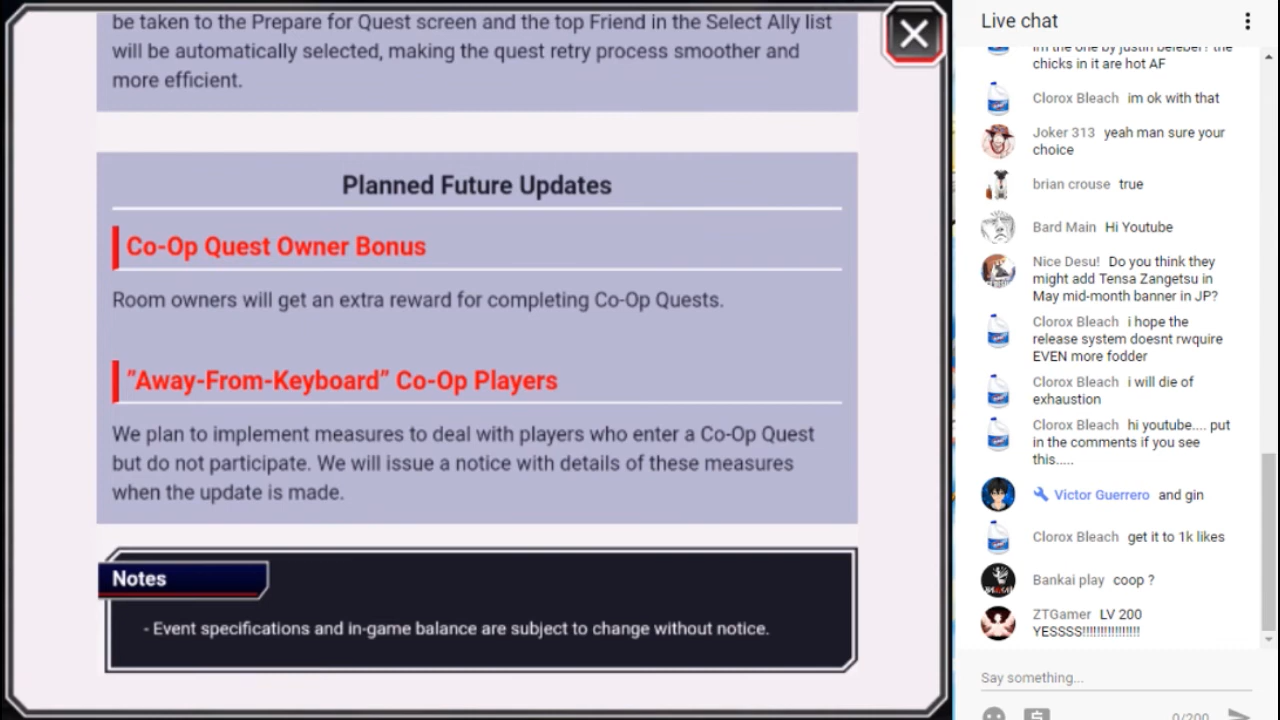 be taken to the Prepare for Quest screen and the top Friend in the Select Ally list
will be automatically selected, making the quest retry process smoother and
more efficient.
Planned Future Updates
Co-Op Quest Owner Bonus
Room owners will get an extra reward for completing Co-Op Quests.
"Away-From-Keyboard" Co-Op Players
We plan to implement measures to deal with players who enter a Co-Op Quest
but do not participate. We will issue a notice with details of these measures
when the update is made.
Notes
- Event specifications and in-game balance are subject to change without notice.
Live chat
im the one by justin beleber? the
chicks in it are hot AF
Clorox Bleach im ok with that
Joker 313 yeah man sure your
choice
brian crouse true
Bard Main Hi Youtube
Nice Desu! Do you think they
might add Tensa Zangetsu in
May mid-month banner in JP?
Clorox Bleach i hope the
release system doesnt rwquire
EVEN more fodder
Clorox Bleach i will die of
exhaustion
Clorox Bleach hi youtube.... put
in the comments if you see
this.....
Victor Guerrero and gin
Clorox Bleach get it to 1k likes
Bankai play coop ?
ZTGamer LV 200
YESSSS!!!!!!!!!!!!!!!!
Say something...
0/200